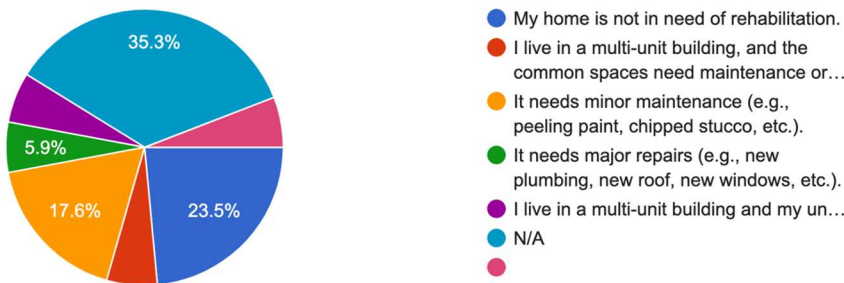 35.3%
5.9%
17.6%
23.5%
My home is not in need of rehabilitation.
I live in a multi-unit building, and the
common spaces need maintenance or…
It needs minor maintenance (e.g.,
peeling paint, chipped stucco, etc.).
It needs major repairs (e.g., new
plumbing, new roof, new windows, etc.).
I live in a multi-unit building and my un…
N/A